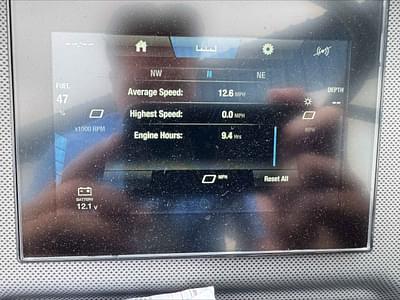 NW N NE
FUEL
47
%
DEPTH
--
Average Speed: 12.6 MPH
Highest Speed: 0.0 MPH
x1000 RPM
MPH
Engine Hours: 9.4 Hrs
MPH
Reset All
BATTERY
12.1 V